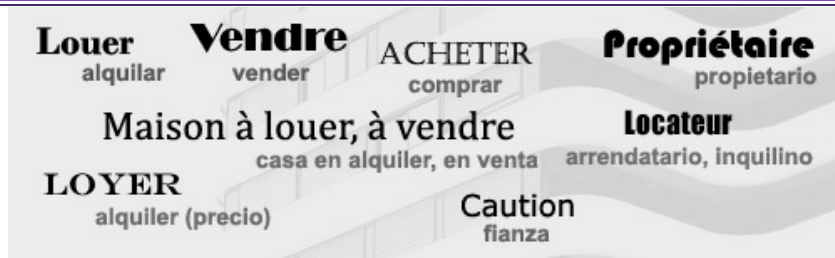 Louer Vendre ACHETER Propriétaire
alquilar vender comprar propietario
Maison à louer, à vendre Locateur
casa en alquiler, en venta arrendatario, inquilino
LOYER Caution
alquiler (precio) fianza